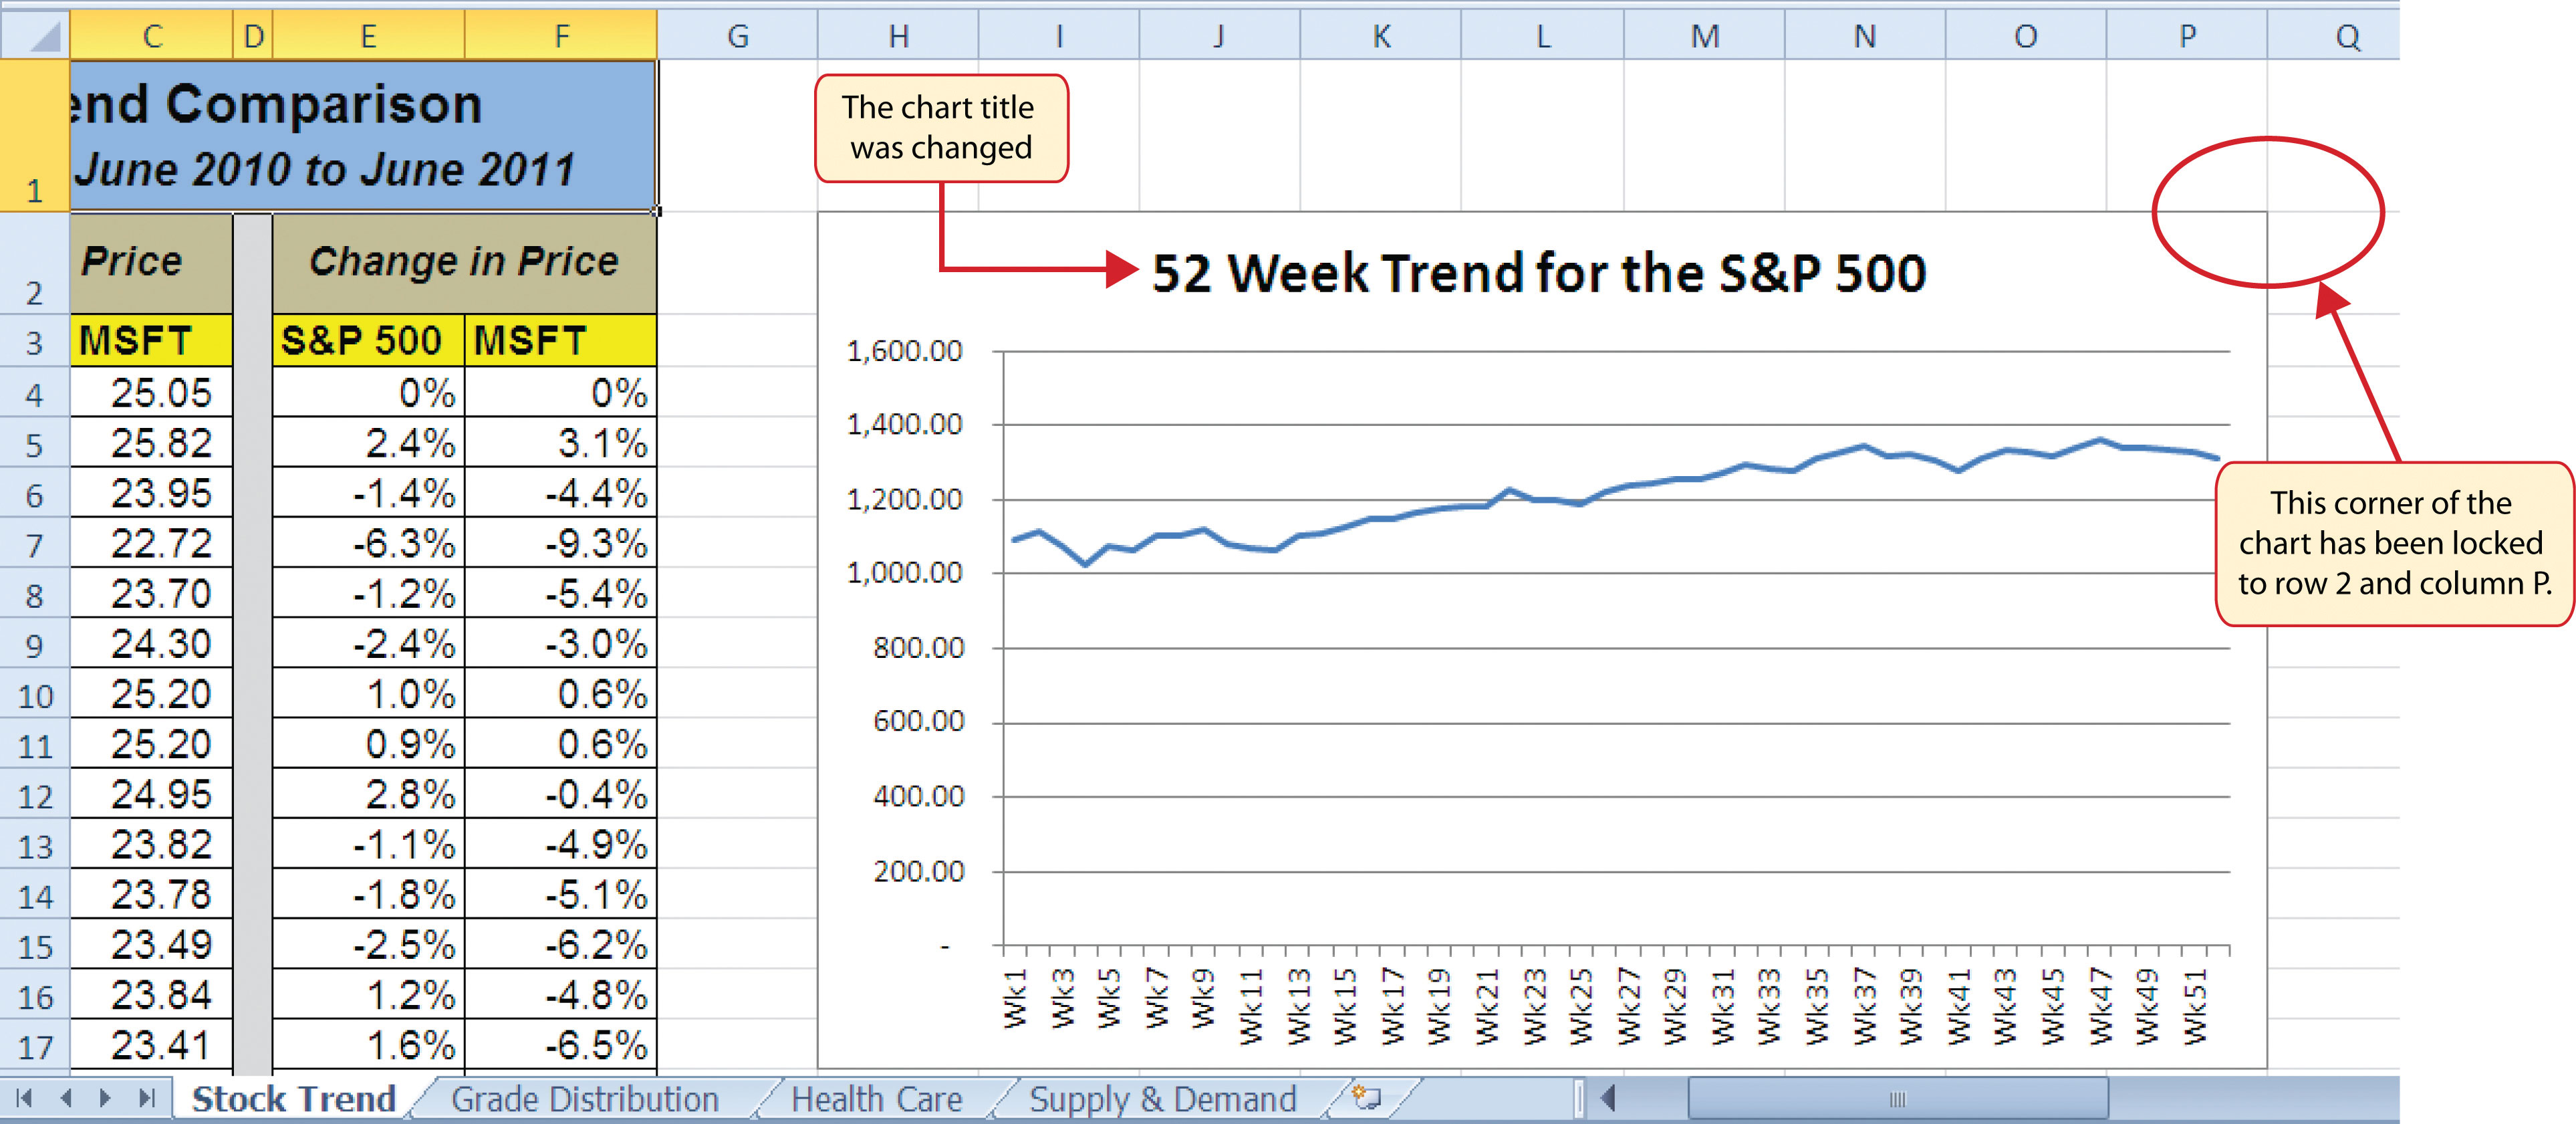 C D E F G H I J K L M N O P Q
1 end Comparison
June 2010 to June 2011
The chart title
was changed
2 Price Change in Price
52 Week Trend for the S&P 500
3 MSFT S&P 500 MSFT
4 25.05 0% 0%
5 25.82 2.4% 3.1%
6 23.95 -1.4% -4.4%
7 22.72 -6.3% -9.3%
8 23.70 -1.2% -5.4%
9 24.30 -2.4% -3.0%
10 25.20 1.0% 0.6%
11 25.20 0.9% 0.6%
12 24.95 2.8% -0.4%
13 23.82 -1.1% -4.9%
14 23.78 -1.8% -5.1%
15 23.49 -2.5% -6.2%
16 23.84 1.2% -4.8%
17 23.41 1.6% -6.5%
1,600.00
1,400.00
1,200.00
1,000.00
800.00
600.00
400.00
200.00
-
Wk1 Wk3 Wk5 Wk7 Wk9 Wk11 Wk13 Wk15 Wk17 Wk19 Wk21 Wk23 Wk25 Wk27 Wk29 Wk31 Wk33 Wk35 Wk37 Wk39 Wk41 Wk43 Wk45 Wk47 Wk49 Wk51
This corner of the
chart has been locked
to row 2 and column P.
Stock Trend Grade Distribution Health Care Supply & Demand